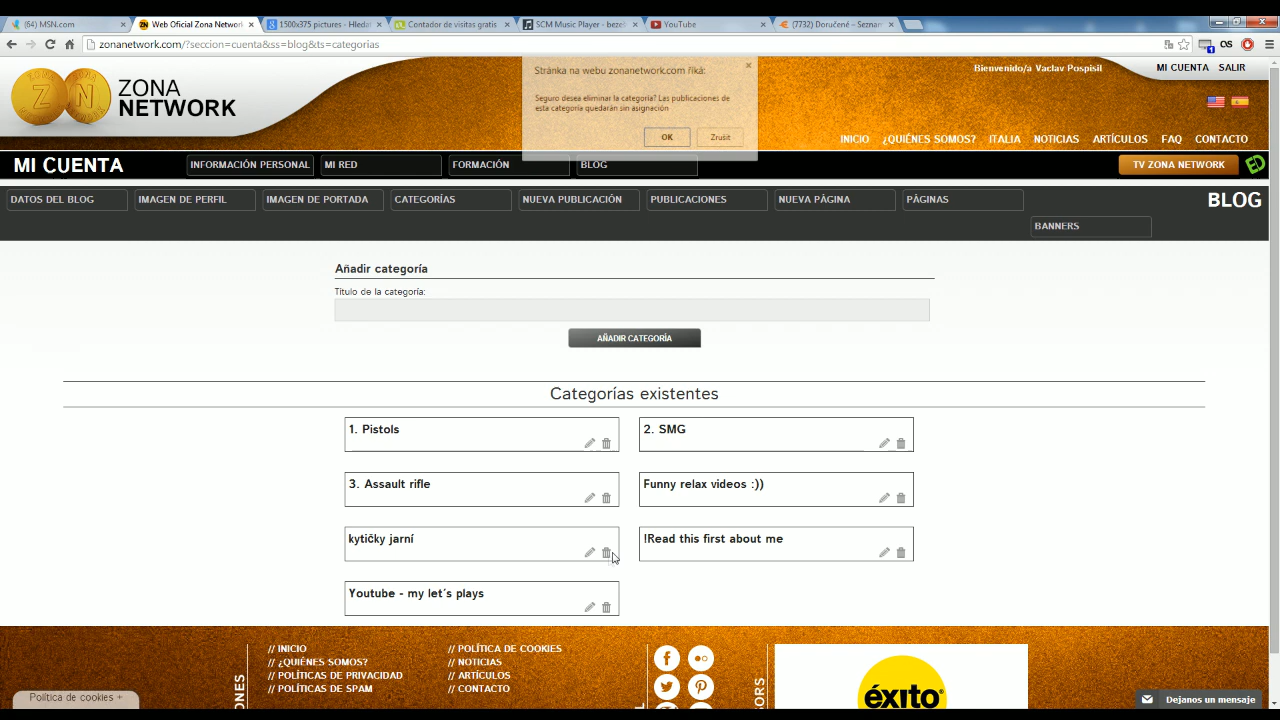 (64) MSN.com
Web Oficial Zona Network
1500x375 pictures - Hledat
Contador de visitas gratis
SCM Music Player - beze
YouTube
(7732) Doručené – Seznam
zonanetwork.com/?seccion=cuenta&ss=blog&ts=categorias
Stránka na webu zonanetwork.com říká:
Seguro desea eliminar la categoría? Las publicaciones de
esta categoría quedarán sin asignación
OK Zrušit
ZN
ZONA
NETWORK
Bienvenido/a Vaclav Pospisil
MI CUENTA SALIR
INICIO ¿QUIÉNES SOMOS? ITALIA NOTICIAS ARTÍCULOS FAQ CONTACTO
MI CUENTA
INFORMACIÓN PERSONAL MI RED FORMACIÓN BLOG
TV ZONA NETWORK
DATOS DEL BLOG IMAGEN DE PERFIL IMAGEN DE PORTADA CATEGORÍAS NUEVA PUBLICACIÓN PUBLICACIONES NUEVA PÁGINA PÁGINAS
BLOG
BANNERS
Añadir categoría
Título de la categoría:
AÑADIR CATEGORÍA
Categorías existentes
1. Pistols
2. SMG
3. Assault rifle
Funny relax videos :))
kytičky jarní
!Read this first about me
Youtube - my let´s plays
// INICIO
// ¿QUIÉNES SOMOS?
// POLÍTICAS DE PRIVACIDAD
// POLÍTICAS DE SPAM
// POLÍTICA DE COOKIES
// NOTICIAS
// ARTÍCULOS
// CONTACTO
éxito
Política de cookies +
Dejanos un mensaje